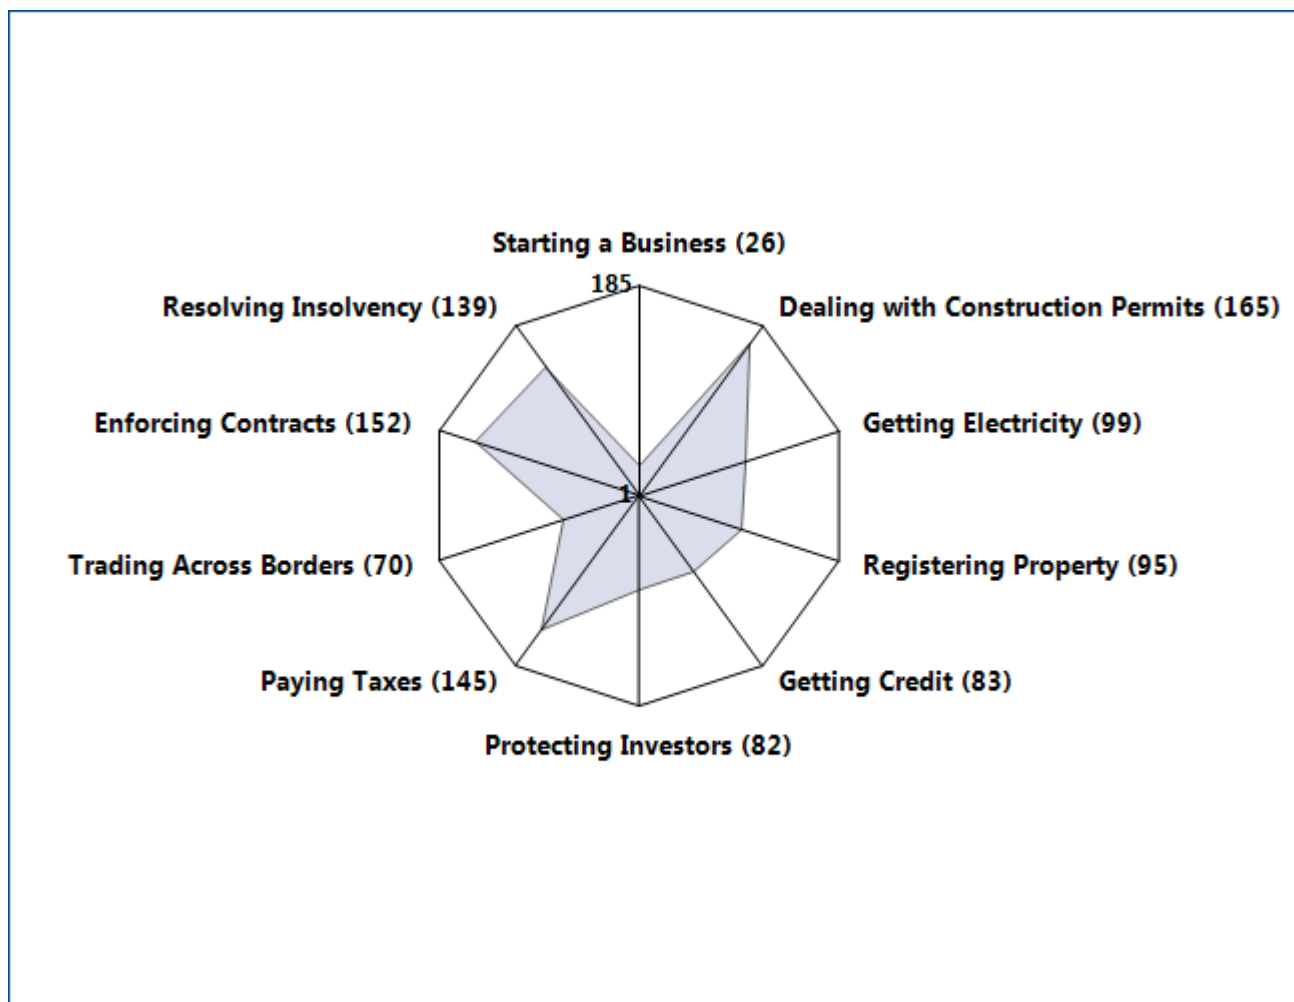 Starting a Business (26)
185
Resolving Insolvency (139)
Dealing with Construction Permits (165)
Enforcing Contracts (152)
Getting Electricity (99)
1
Trading Across Borders (70)
Registering Property (95)
Paying Taxes (145)
Getting Credit (83)
Protecting Investors (82)